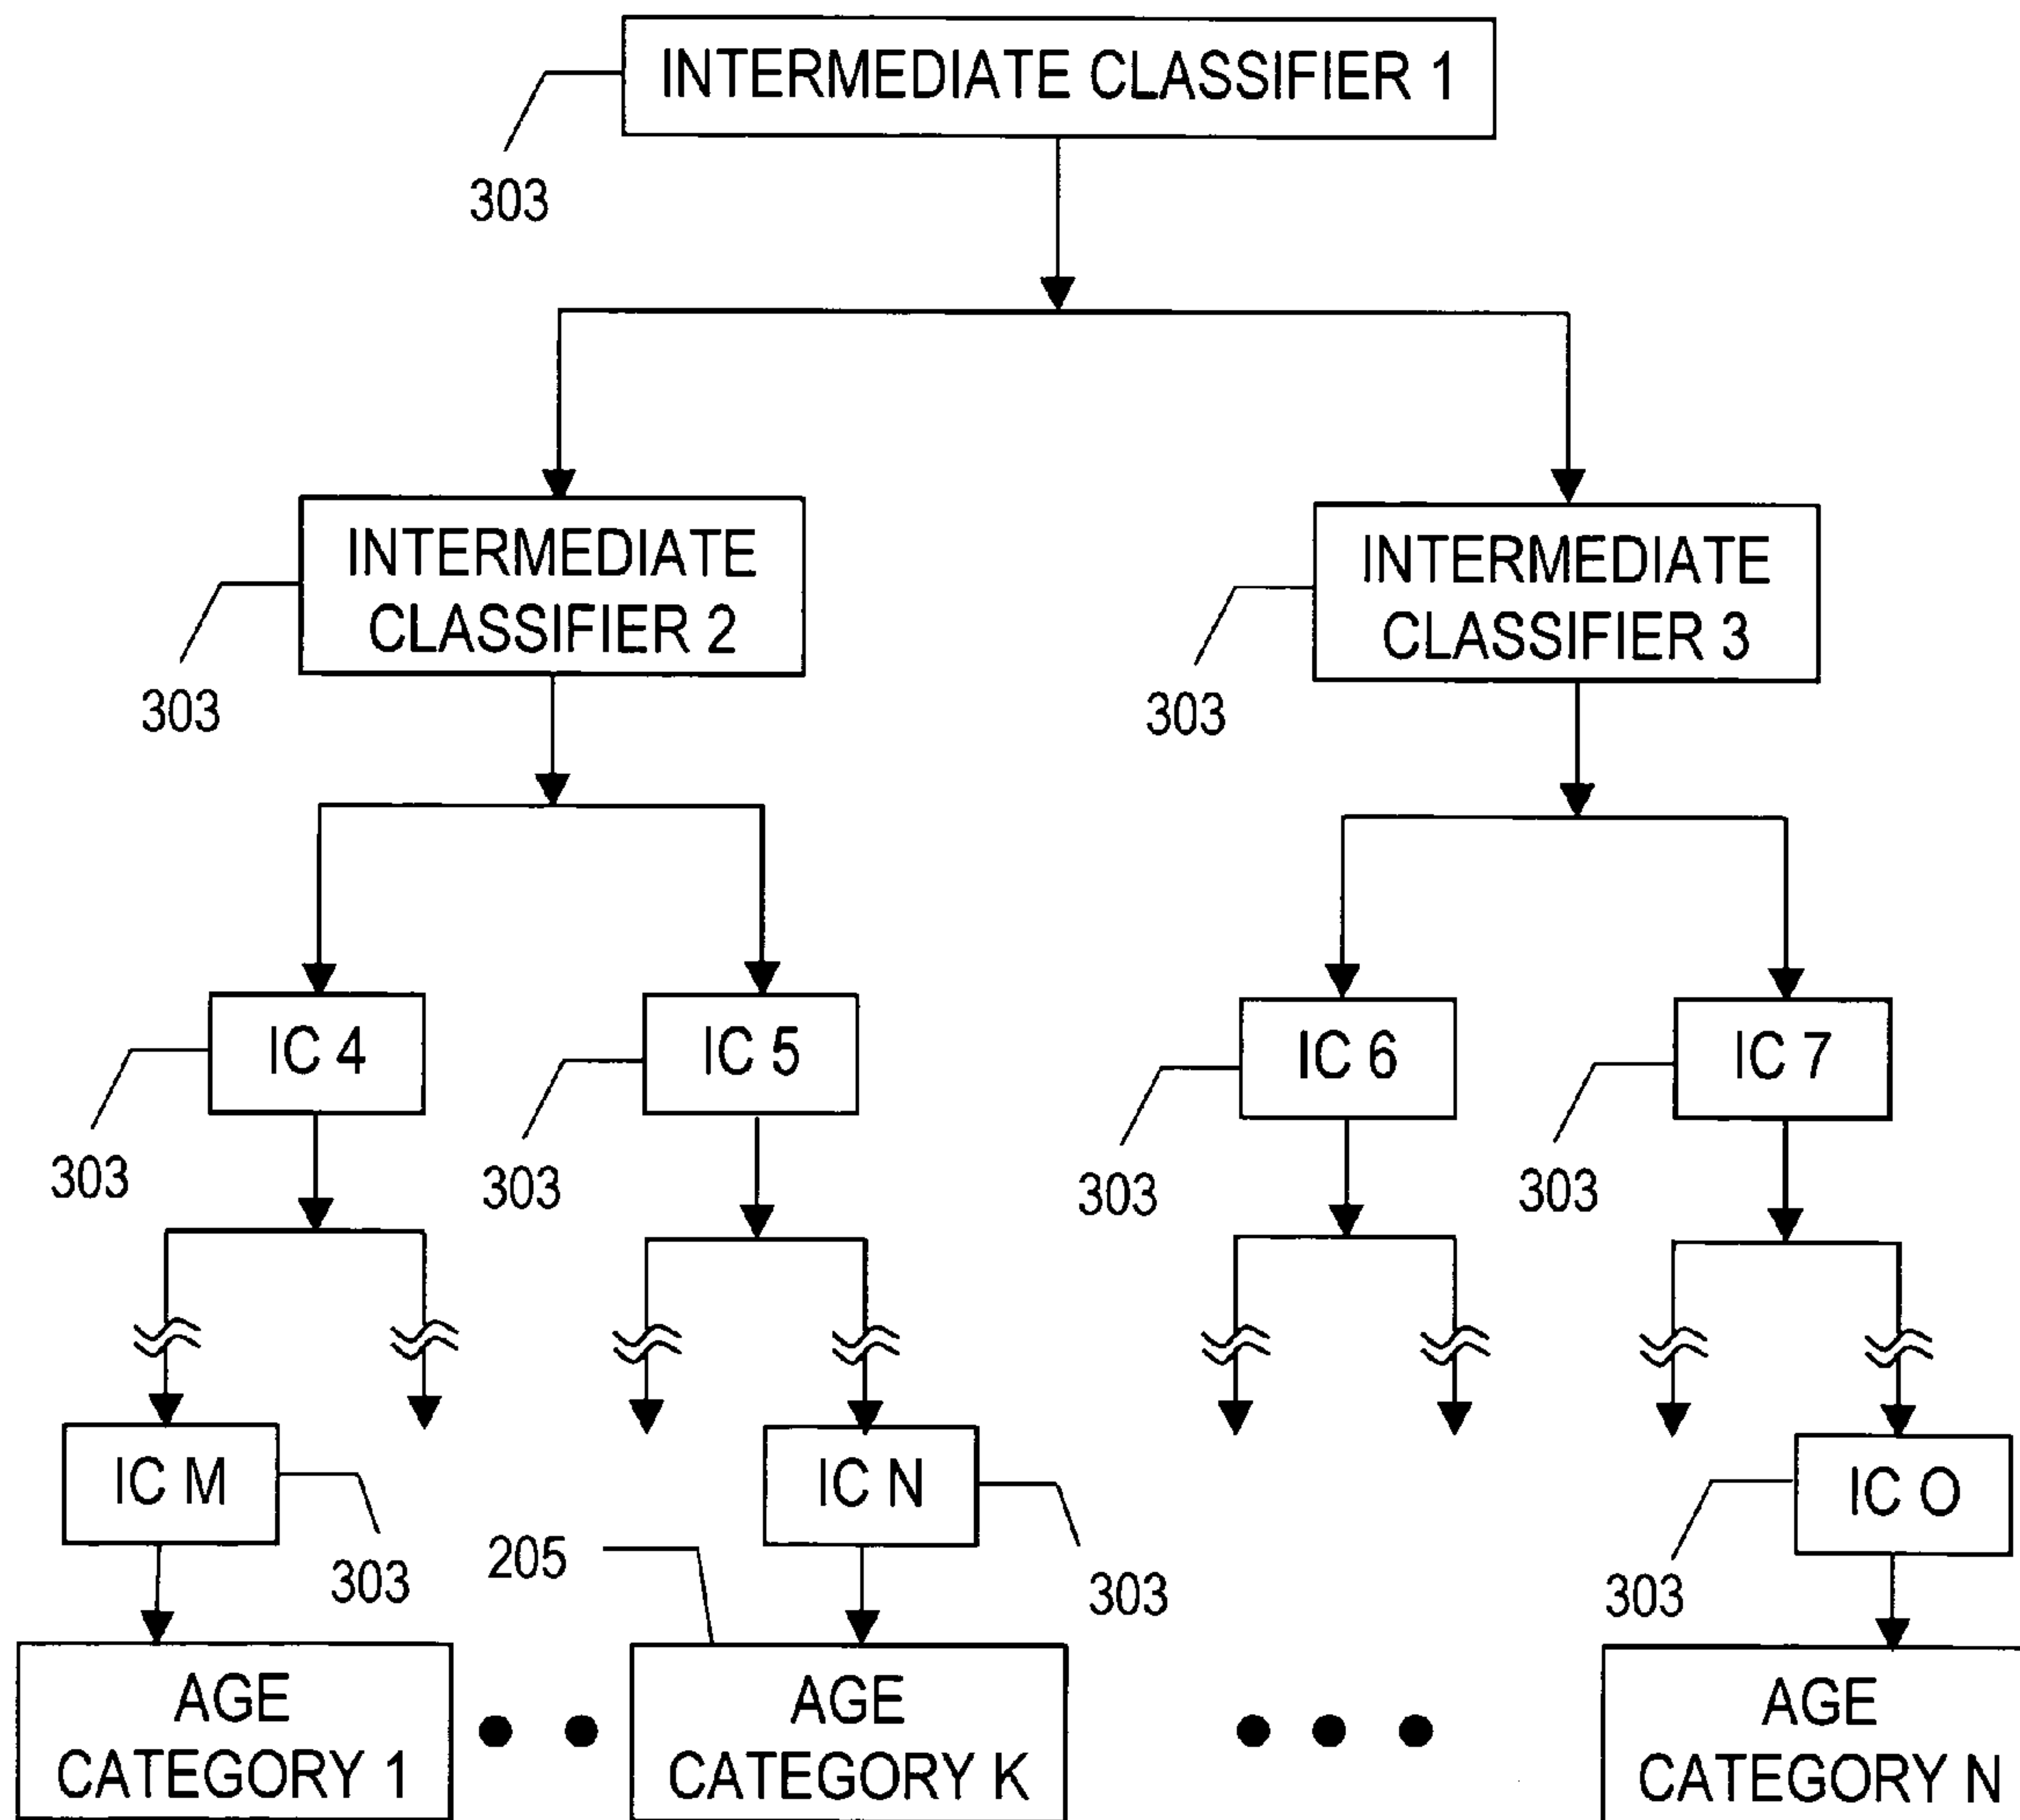 INTERMEDIATE CLASSIFIER 1
303
INTERMEDIATE
CLASSIFIER 2
303
INTERMEDIATE
CLASSIFIER 3
303
IC 4
303
IC 5
303
IC 6
303
IC 7
303
IC M
303
IC N
303
IC O
303
205
AGE
CATEGORY 1
AGE
CATEGORY K
AGE
CATEGORY N